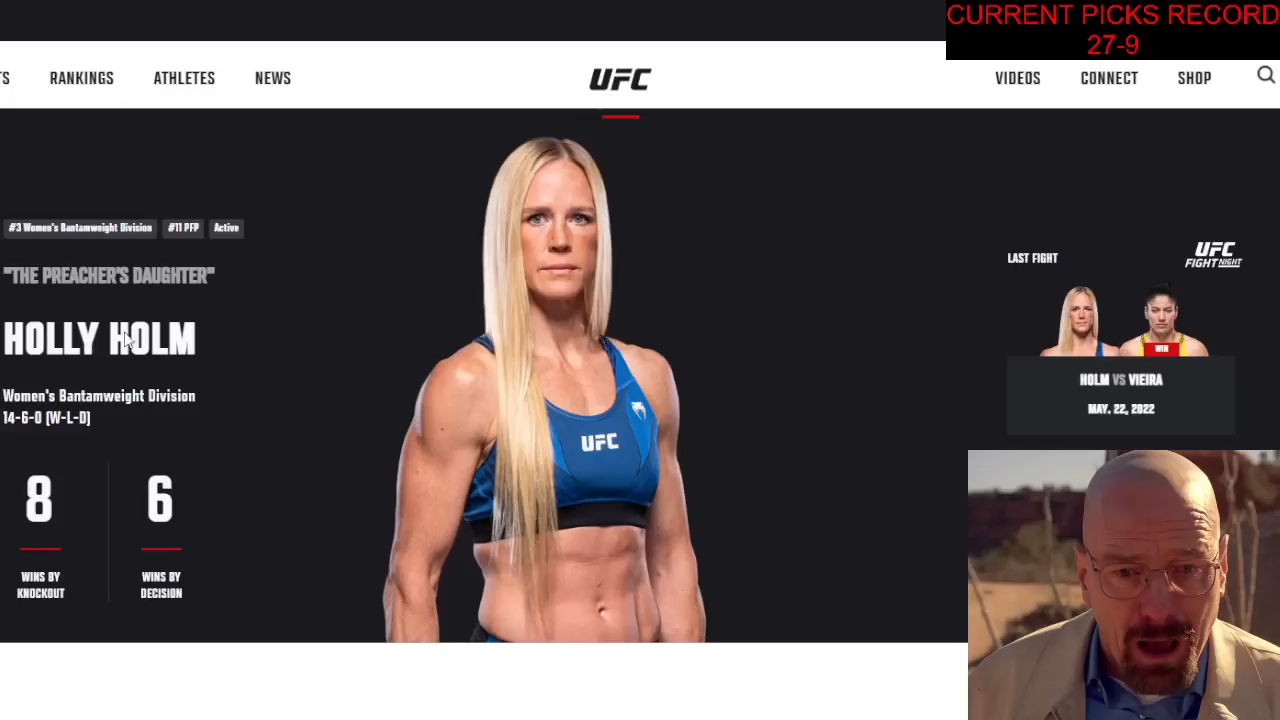 CURRENT PICKS RECORD
27-9
TS RANKINGS ATHLETES NEWS UFC VIDEOS CONNECT SHOP
#3 Women's Bantamweight Division #11 PFP Active
"THE PREACHER'S DAUGHTER"
HOLLY HOLM
Women's Bantamweight Division
14-6-0 (W-L-D)
8 6
WINS BY WINS BY
KNOCKOUT DECISION
UFC
LAST FIGHT UFC
FIGHT NIGHT
WIN
HOLM VS VIEIRA
MAY. 22, 2022